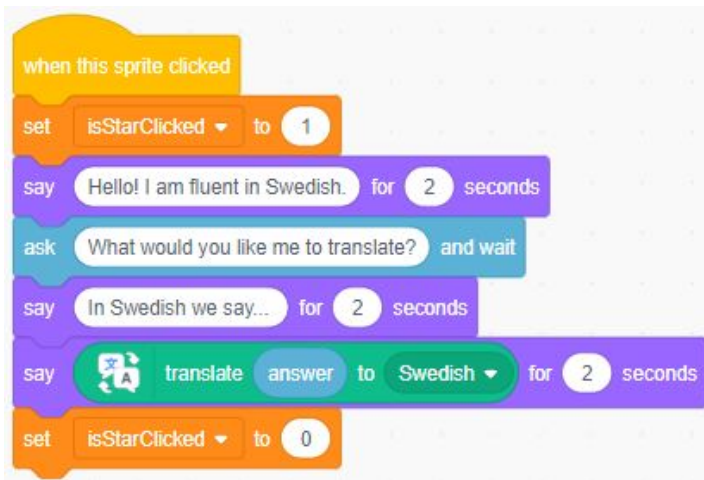 when this sprite clicked
set isStarClicked to 1
say Hello! I am fluent in Swedish. for 2 seconds
ask What would you like me to translate? and wait
say In Swedish we say... for 2 seconds
say 文 A translate answer to Swedish for 2 seconds
set isStarClicked to 0